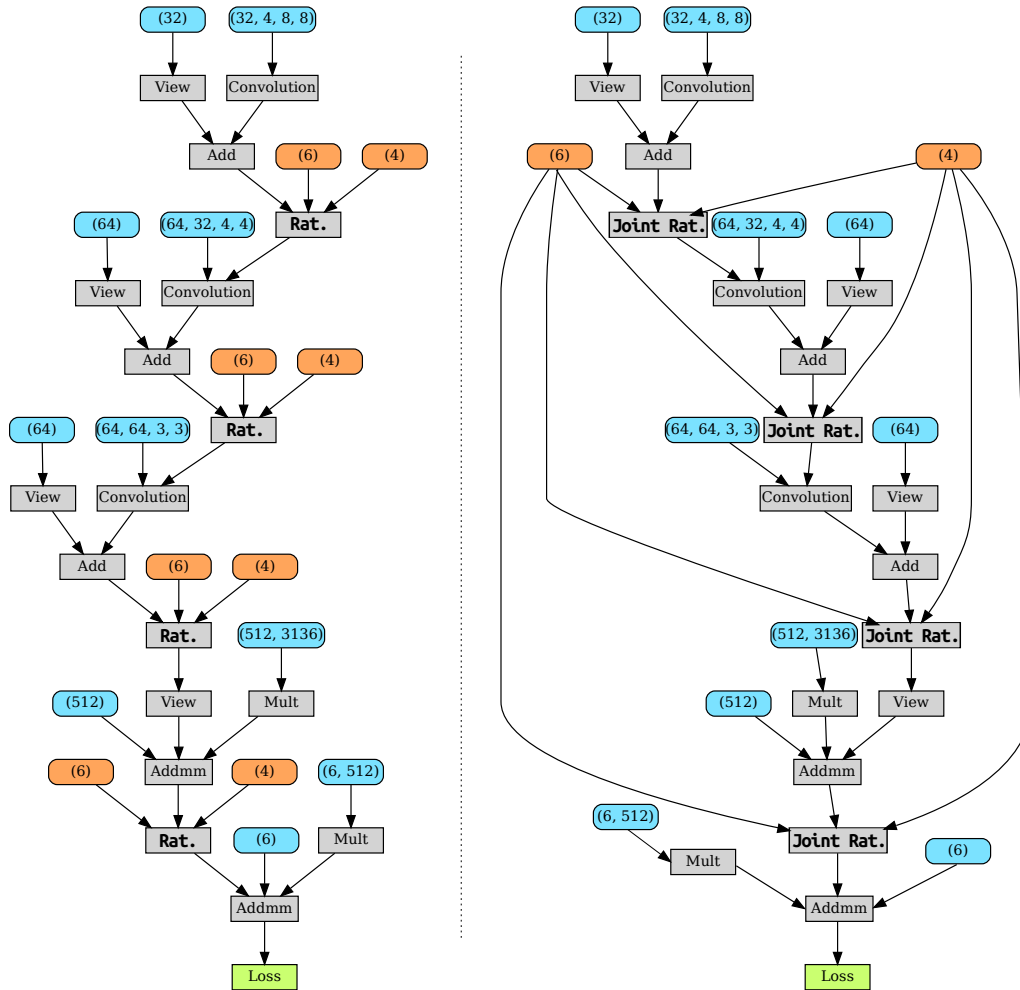 (32) (32, 4, 8, 8)
View Convolution
Add (6) (4)
Rat.
(64) (64, 32, 4, 4)
View Convolution
Add (6) (4)
Rat.
(64) (64, 64, 3, 3)
View Convolution
Add (6) (4)
Rat. (512, 3136)
(512) View Mult
(6) Addmm (4) (6, 512)
Rat. (6) Mult
Addmm
Loss
(32) (32, 4, 8, 8)
View Convolution
(6) Add (4)
Joint Rat. (64, 32, 4, 4) (64)
Convolution View
Add
(64, 64, 3, 3) Joint Rat. (64)
Convolution View
Add
(512, 3136) Joint Rat.
(512) Mult View
Addmm
(6, 512) Joint Rat.
Mult (6)
Addmm
Loss